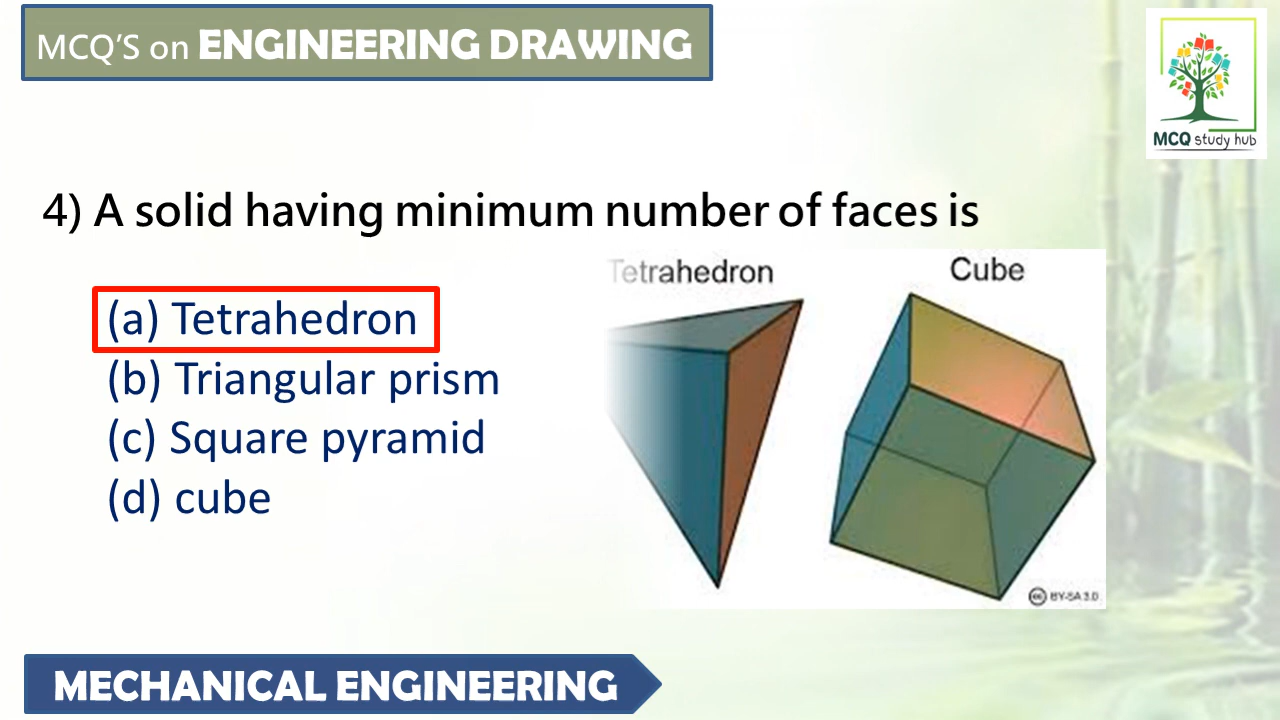 MCQ'S on ENGINEERING DRAWING
MCQ study hub
4) A solid having minimum number of faces is
Tetrahedron
Cube
(a) Tetrahedron
(b) Triangular prism
(c) Square pyramid
(d) cube
cc BY-SA 3.0
MECHANICAL ENGINEERING